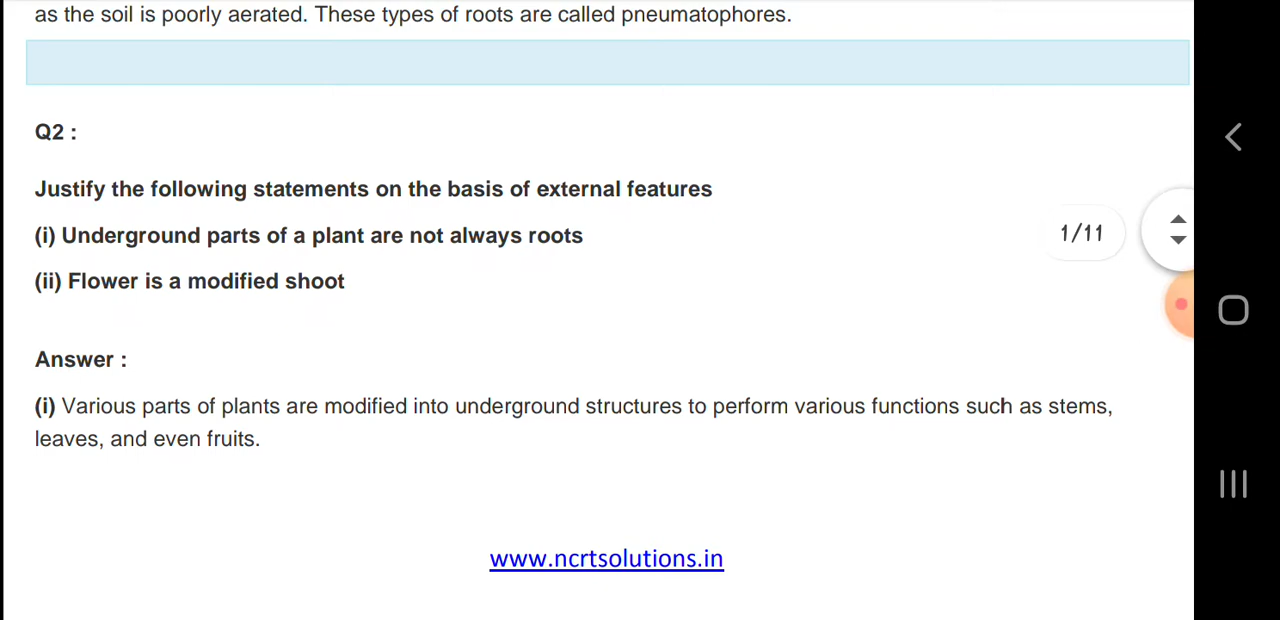 as the soil is poorly aerated. These types of roots are called pneumatophores.
Q2 :
Justify the following statements on the basis of external features
(i) Underground parts of a plant are not always roots
1/11
(ii) Flower is a modified shoot
Answer :
(i) Various parts of plants are modified into underground structures to perform various functions such as stems,
leaves, and even fruits.
www.ncrtsolutions.in